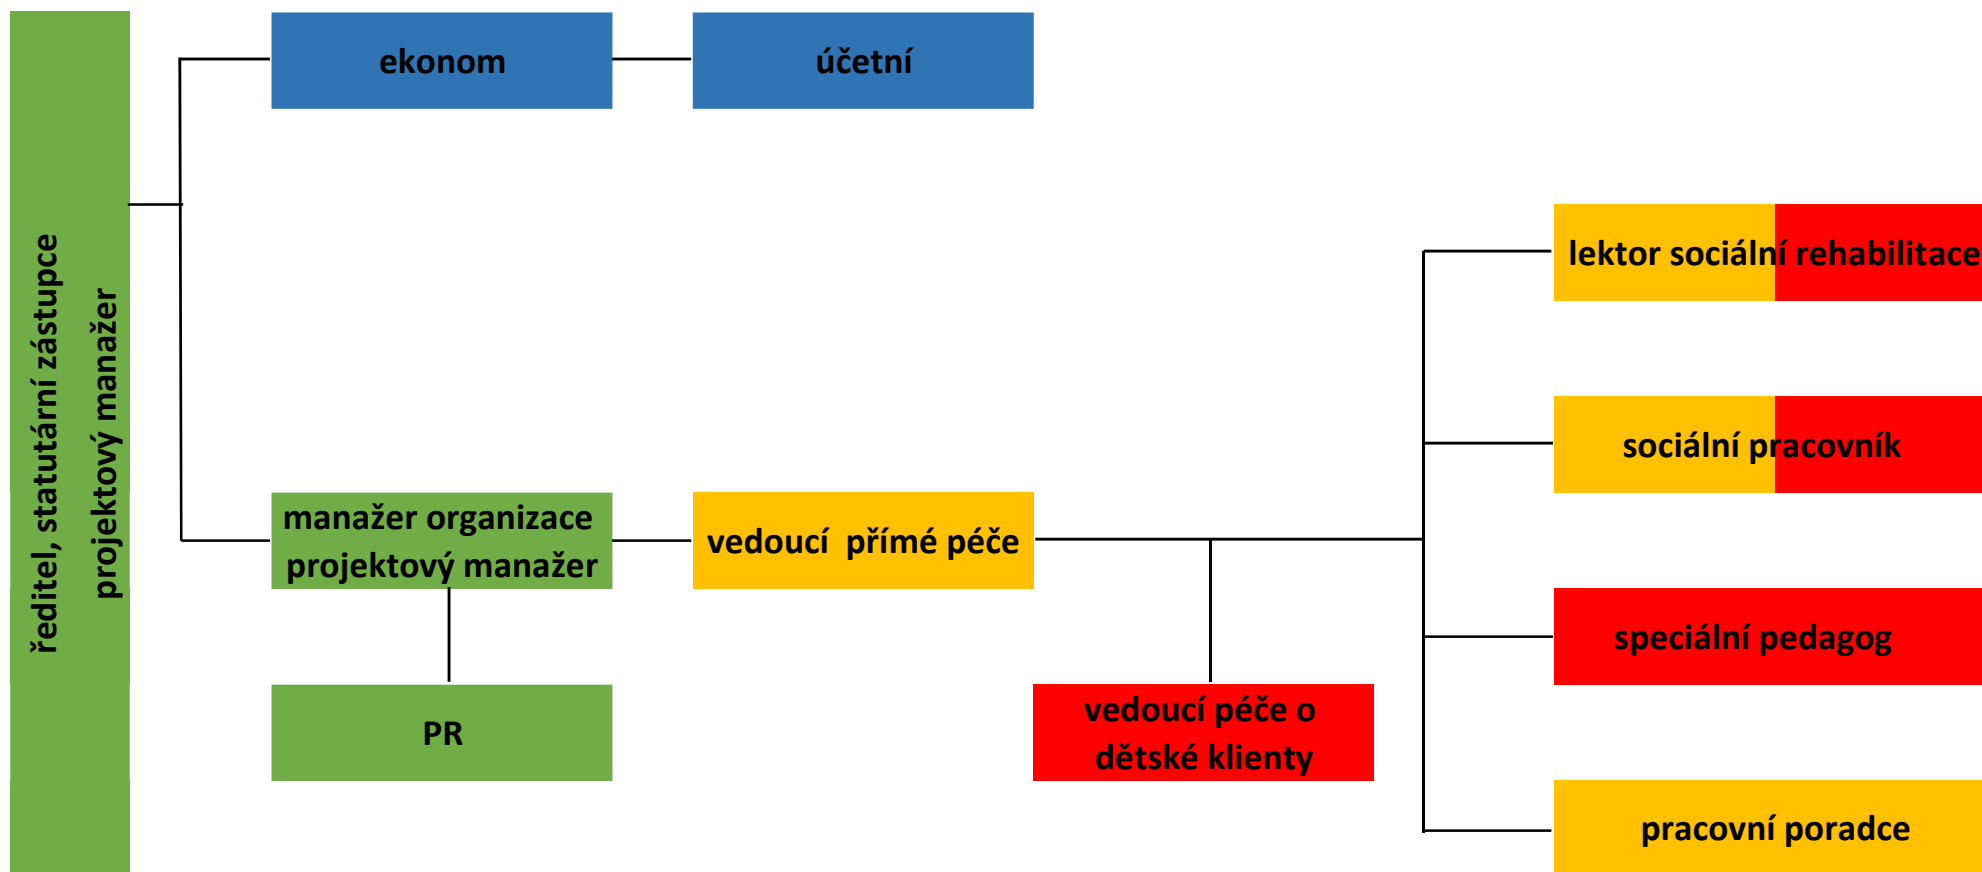 ředitel, statutární zástupce
projektový manažer
ekonom
účetní
lektor sociální rehabilitace
sociální pracovník
manažer organizace
projektový manažer
vedoucí  přímé péče
speciální pedagog
PR
vedoucí péče o
dětské klienty
pracovní poradce